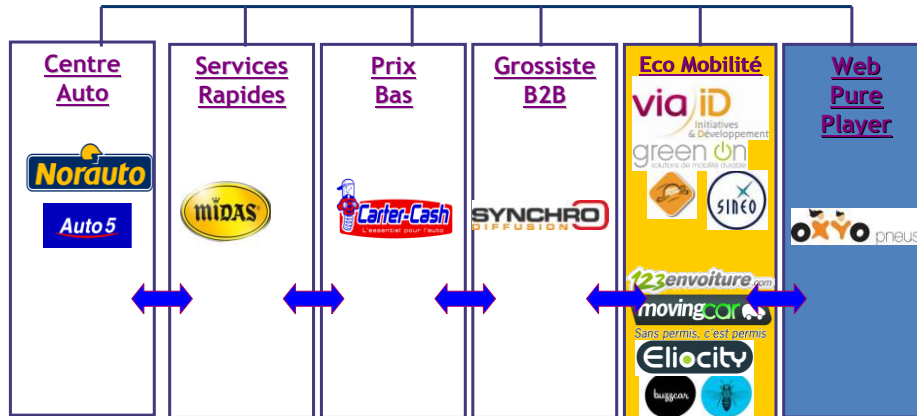 Centre
Auto
Norauto
Auto5
Services
Rapides
MIDAS
Prix
Bas
Carter-Cash
L'essentiel pour l'auto
Grossiste
B2B
SYNCHRO
DIFFUSION
Eco Mobilité
via iD
Initiatives
& Développement
green on
solutions de mobilité durable
SINEO
123envoiture.com
movingcar
Sans permis, c'est permis
Eliocity
buzzcar
Web
Pure
Player
OXYO pneus